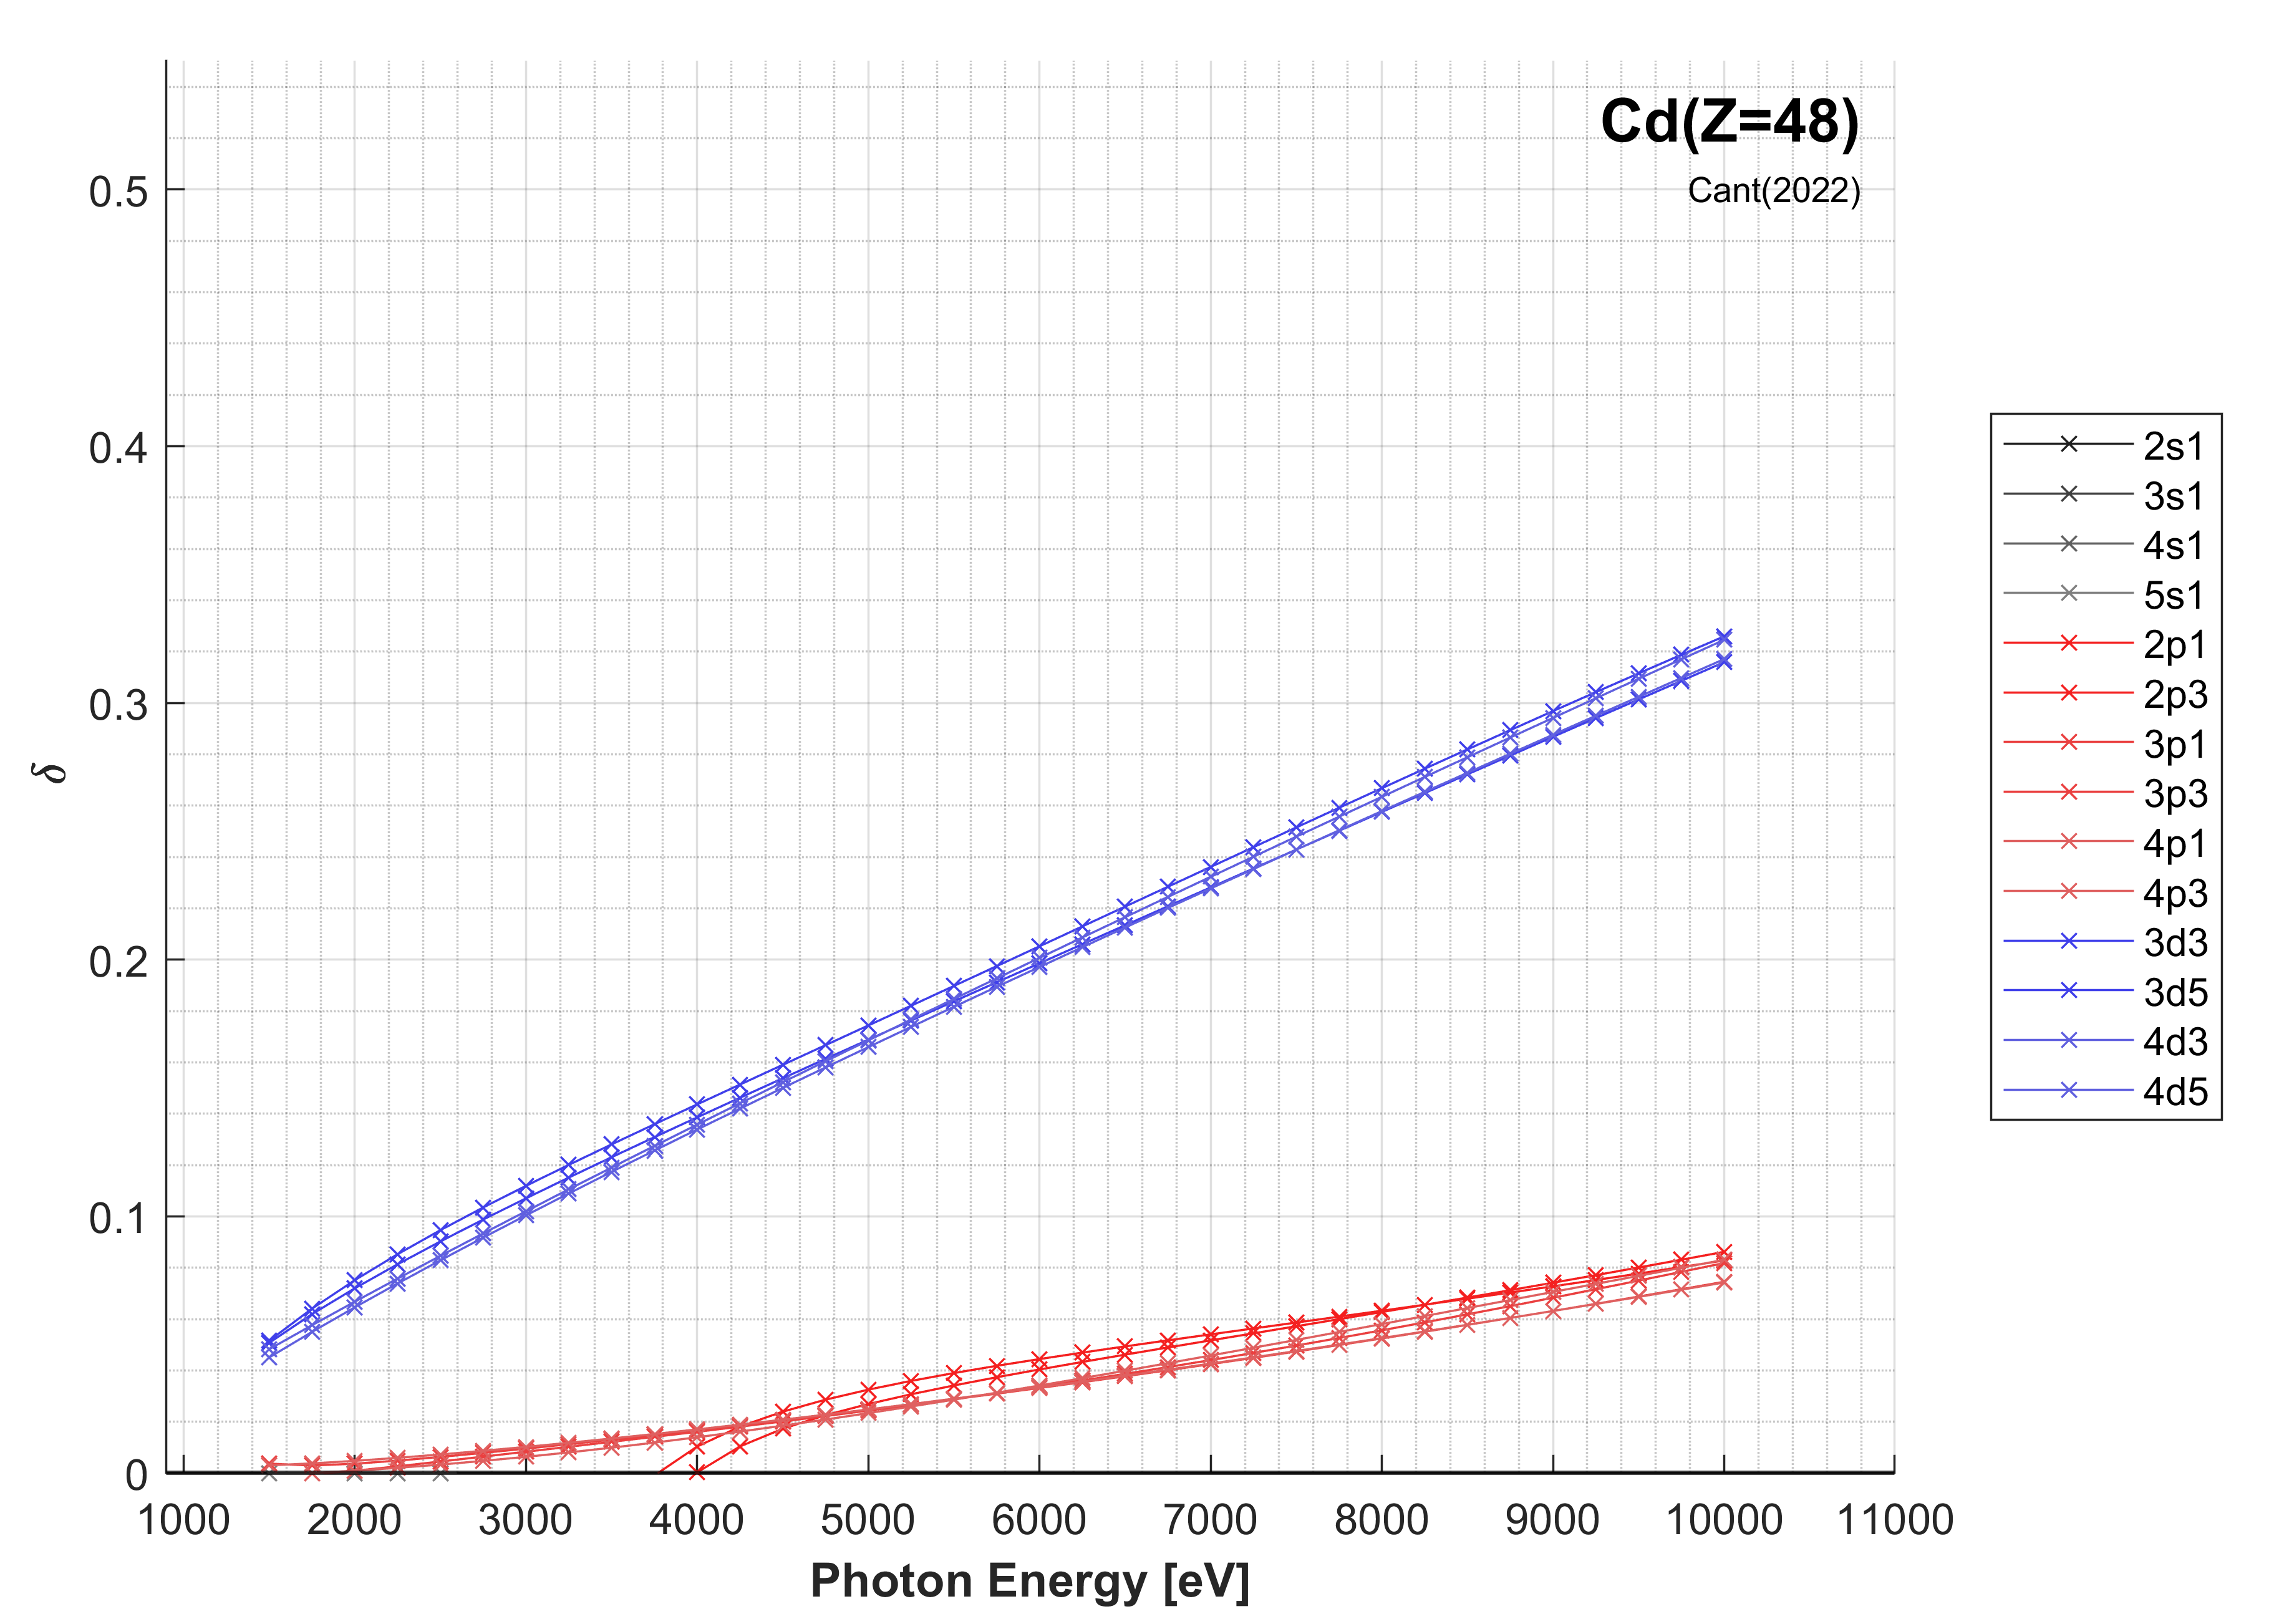 Cd(Z=48)
Cant(2022)
0.5
0.4
0.3
0.2
0.1
0
δ
1000 2000 3000 4000 5000 6000 7000 8000 9000 10000 11000
Photon Energy [eV]
2s1
3s1
4s1
5s1
2p1
2p3
3p1
3p3
4p1
4p3
3d3
3d5
4d3
4d5